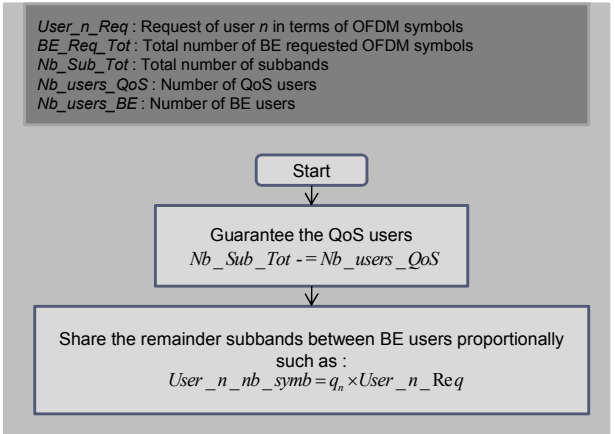 User_n_Req : Request of user n in terms of OFDM symbols
BE_Req_Tot : Total number of BE requested OFDM symbols
Nb_Sub_Tot : Total number of subbands
Nb_users_QoS : Number of QoS users
Nb_users_BE : Number of BE users
Start
Guarantee the QoS users
Nb_Sub_Tot -= Nb_users_QoS
Share the remainder subbands between BE users proportionally
such as :
User_n_nb_symb = qₙ × User_n_Req